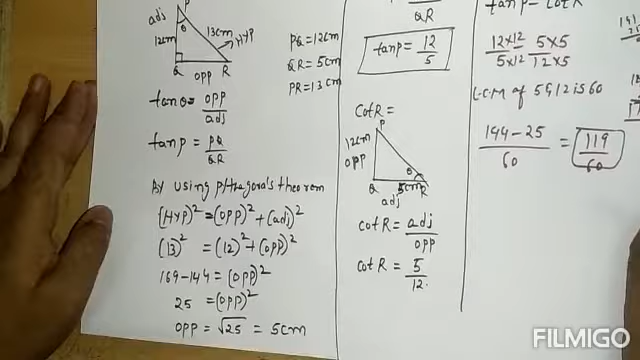 P
adj
θ
12cm
13cm
HYP
Q
opp
R
PQ=12cm
QR=5cm
PR=13cm
tanθ= opp/adj
tanp = PQ/QR
By using pythagora's theorem
(HYP)² = (opp)² + (adj)²
(13)² = (12)² + (opp)²
169-144 = (opp)²
25 = (opp)²
opp = √25 = 5cm
QR
tanp = 12/5
CotR =
P
12cm
opp
θ
Q
5cm
R
adj
cotR = adj/opp
cotR = 5/12.
tanp - cotR
12×12/5×12 5×5/12×5
L.C.M of 5&12 is 60
144-25/60 = 119/60
FILMIGO